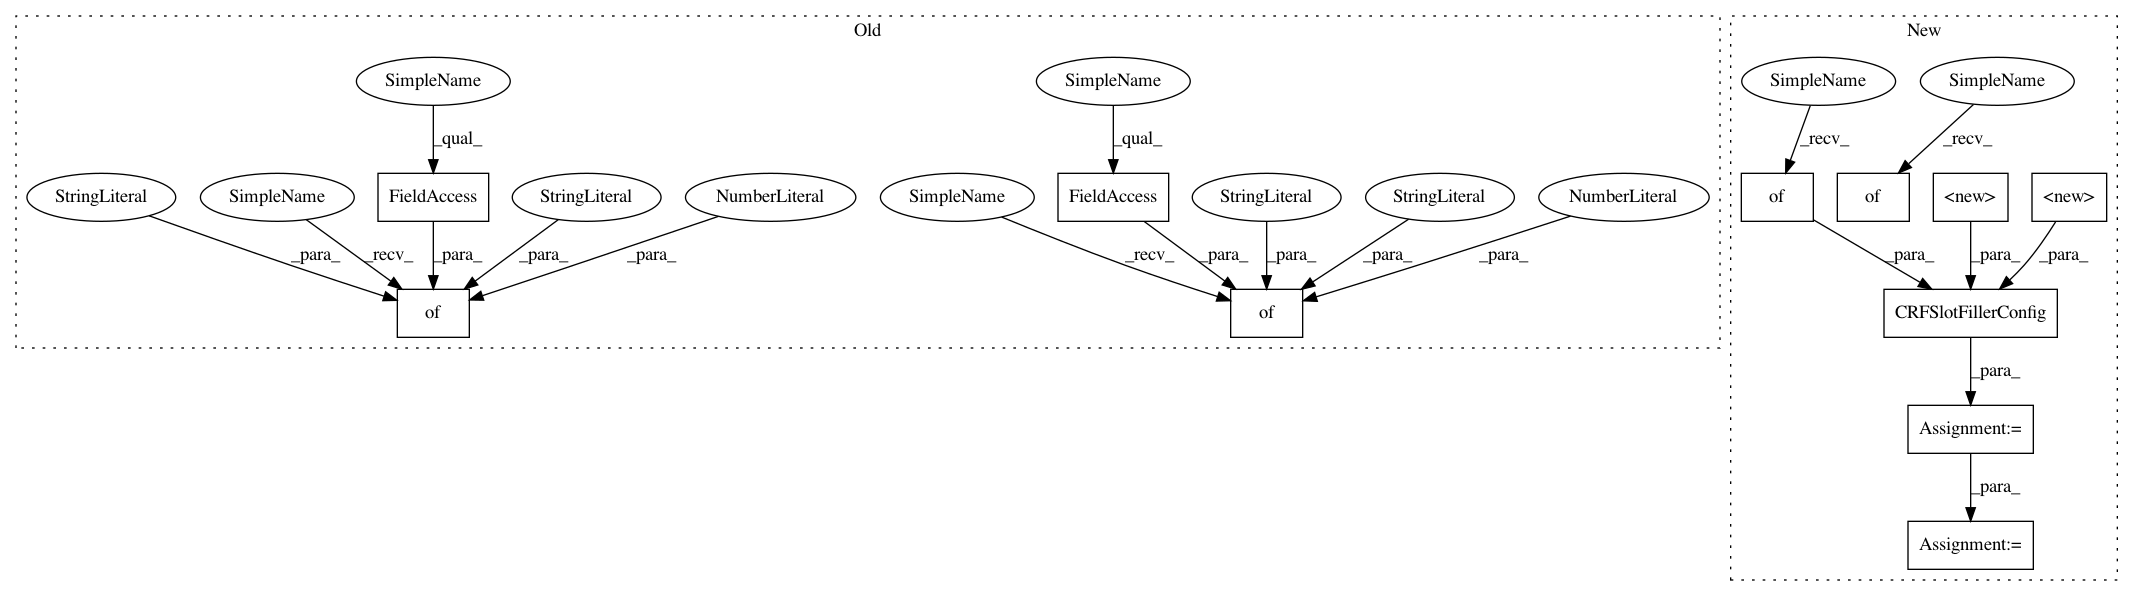 Old
New
SimpleName
SimpleName
SimpleName
SimpleName
_qual_
_qual_
_recv_
_recv_
StringLiteral
SimpleName
FieldAccess
StringLiteral
NumberLiteral
SimpleName
FieldAccess
StringLiteral
StringLiteral
NumberLiteral
of
of
<new>
<new>
_para_
_recv_
_para_
_para_
_para_
_recv_
_para_
_para_
_para_
_para_
_para_
_para_
_para_
of
of
CRFSlotFillerConfig
_para_
Assignment:=
_para_
Assignment:=